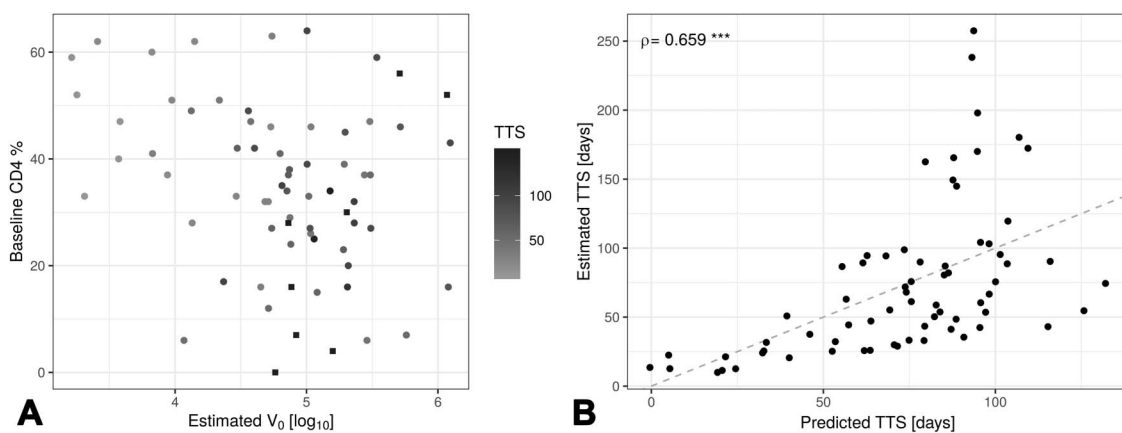 60
40
20
0
Baseline CD4 %
4
5
6
Estimated V₀ [log₁₀]
A
TTS
100
50
ρ= 0.659 ***
250
200
150
100
50
0
Estimated TTS [days]
0
50
100
Predicted TTS [days]
B